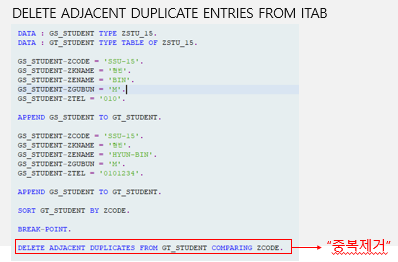 DELETE ADJACENT DUPLICATE ENTRIES FROM ITAB
DATA : GS_STUDENT TYPE ZSTU_15.
DATA : GT_STUDENT TYPE TABLE OF ZSTU_15.
GS_STUDENT-ZCODE = 'SSU-15'.
GS_STUDENT-ZKNAME = '현빈'.
GS_STUDENT-ZENAME = 'BIN'.
GS_STUDENT-ZGUBUN = 'M'.
GS_STUDENT-ZTEL = '010'.
APPEND GS_STUDENT TO GT_STUDENT.
GS_STUDENT-ZCODE = 'SSU-15'.
GS_STUDENT-ZKNAME = '현빈'.
GS_STUDENT-ZENAME = 'HYUN-BIN'.
GS_STUDENT-ZGUBUN = 'M'.
GS_STUDENT-ZTEL = '0101234'.
APPEND GS_STUDENT TO GT_STUDENT.
SORT GT_STUDENT BY ZCODE.
BREAK-POINT.
DELETE ADJACENT DUPLICATES FROM GT_STUDENT COMPARING ZCODE.
"중복제거"